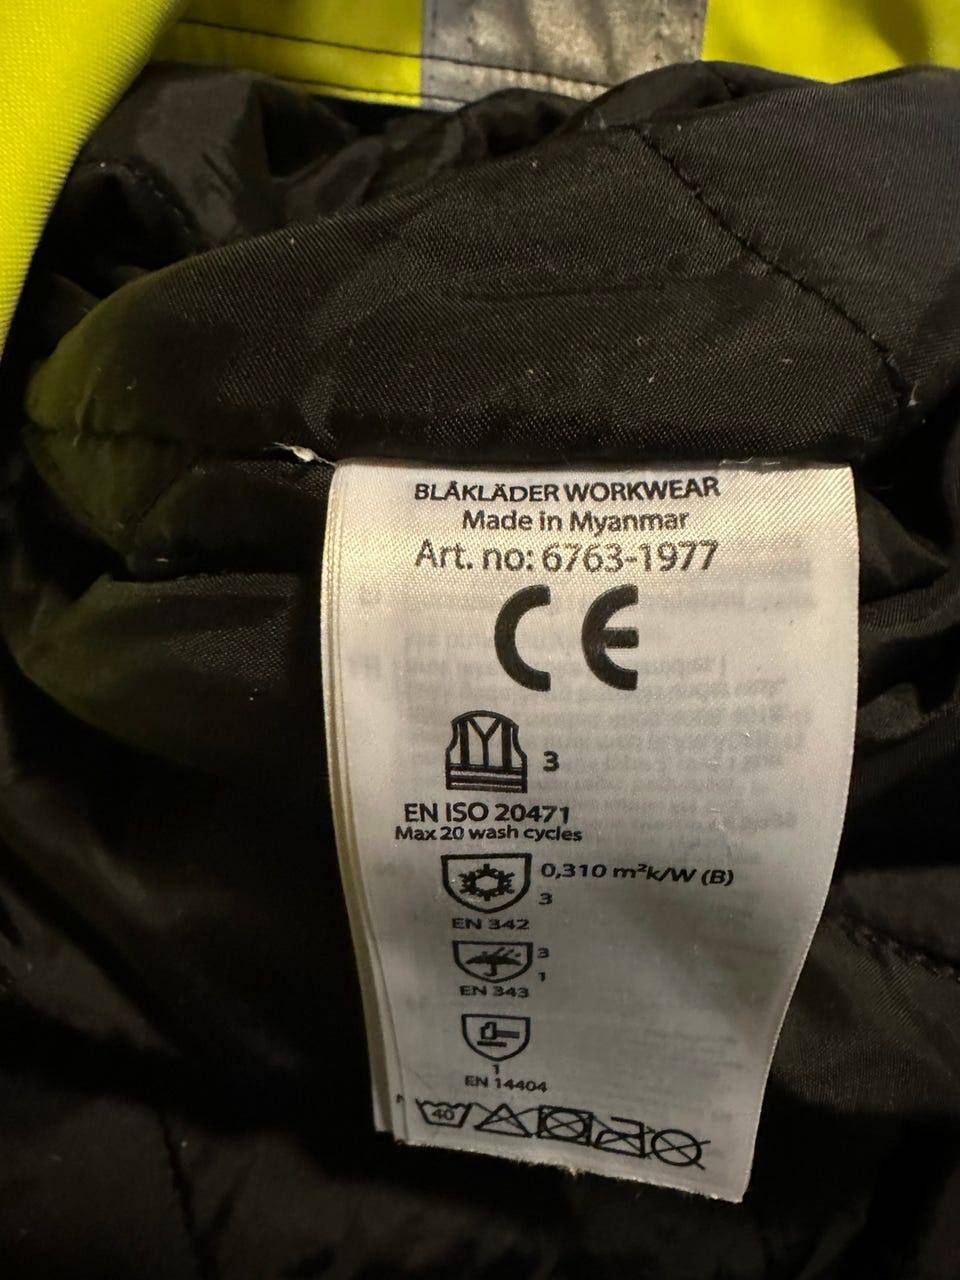 BLÅKLÄDER WORKWEAR
Made in Myanmar
Art. no: 6763-1977
CE
3
EN ISO 20471
Max 20 wash cycles
0,310 m²k/W (B)
3
EN 342
3
1
EN 343
1
EN 14404
40